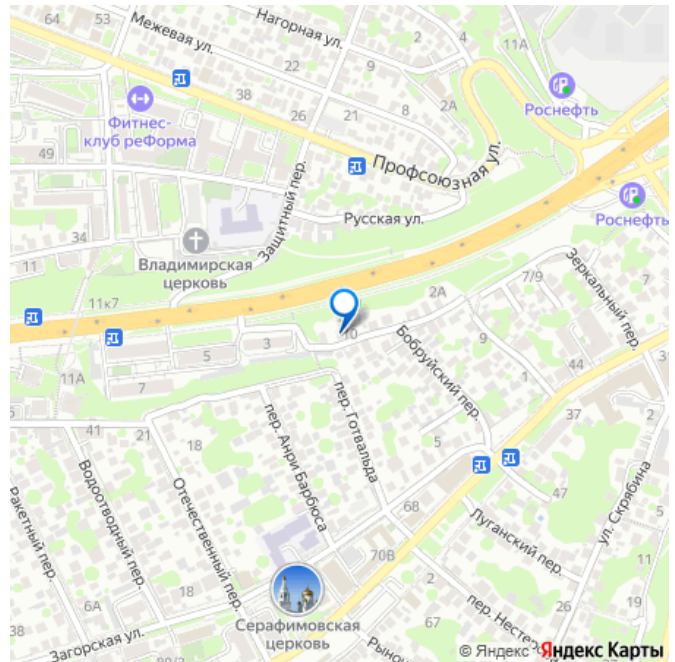 64
53
Нагорная ул.
Межевая ул.
2
4
11А
22
9
Роснефть
38
2А
Фитнес-
клуб реФорма
26
21
8
49
Профсоюзная ул.
Защитный пер.
Русская ул.
Роснефть
34
Владимирская
церковь
11
Зеркальный пер.
7/9
7
2А
11к7
10
Бобруйский пер.
9
5
3
1
44
11А
7
37
2
41
21
18
пер. Готвальда
5
пер. Анри Барбюса
Водоотводный пер.
Отечественный пер.
Ракетный пер.
47
ул. Скрябина
68
18
Луганский пер.
70В
11
2
19
6А
26
Серафимовская
церковь
пер. Нестеро
Загорская ул.
Рыно
© Яндекс Яндекс Карты